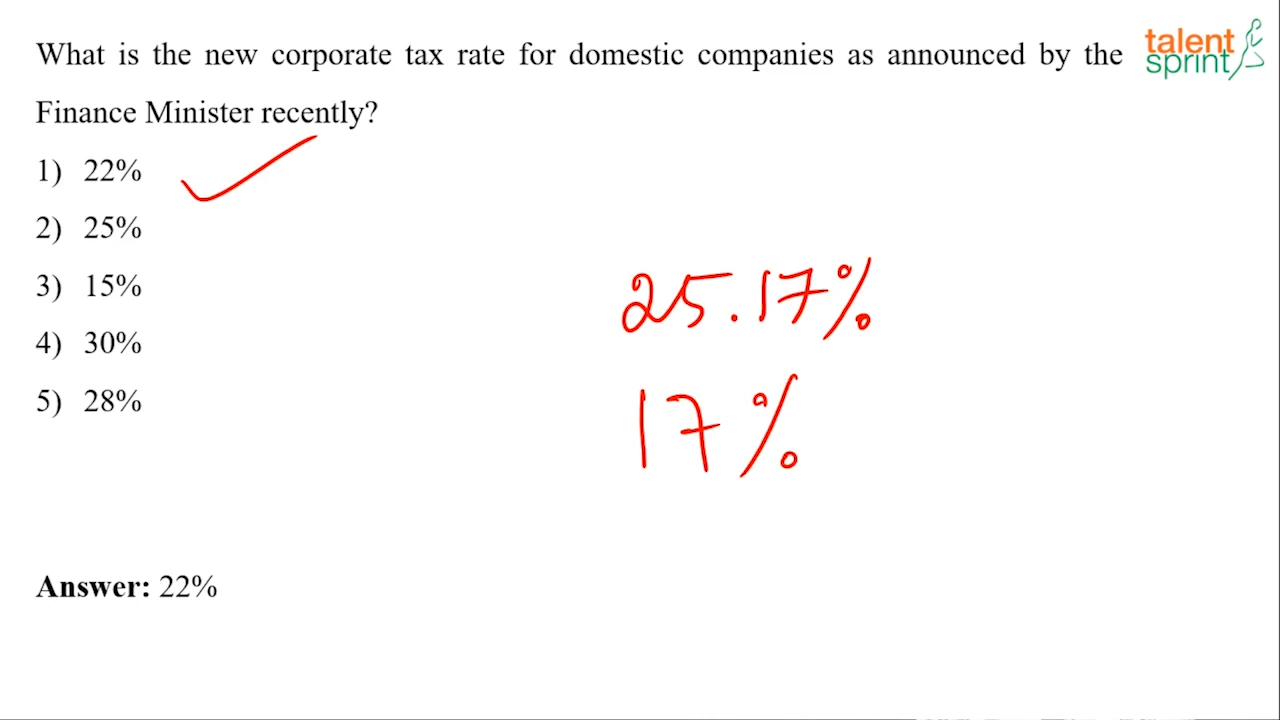 What is the new corporate tax rate for domestic companies as announced by the
talent
sprint
Finance Minister recently?
1) 22%
2) 25%
3) 15%
4) 30%
5) 28%
25.17%
17%
Answer: 22%